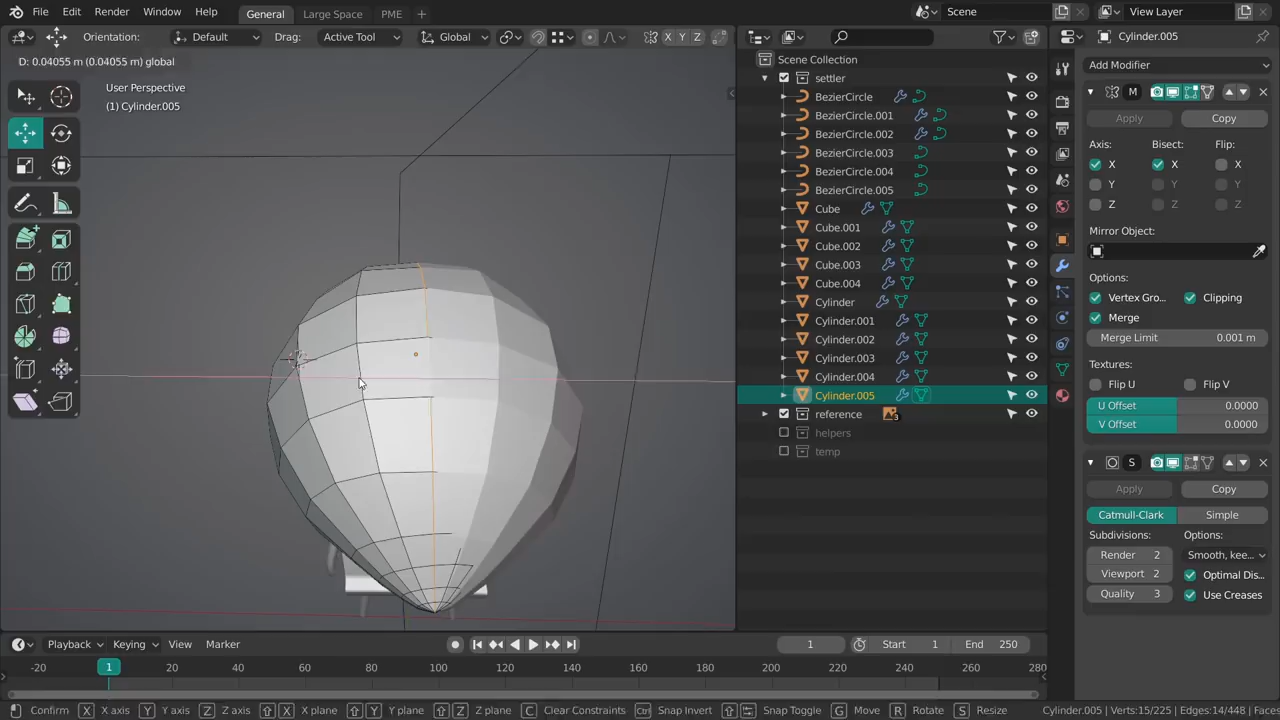 File Edit Render Window Help General Large Space PME Scene View Layer
Orientation: Default Drag: Active Tool Global X Y Z
D: 0.04055 m (0.04055 m) global
User Perspective
(1) Cylinder.005
Scene Collection
settler
BezierCircle
BezierCircle.001
BezierCircle.002
BezierCircle.003
BezierCircle.004
BezierCircle.005
Cube
Cube.001
Cube.002
Cube.003
Cube.004
Cylinder
Cylinder.001
Cylinder.002
Cylinder.003
Cylinder.004
Cylinder.005
reference 3
helpers
temp
Cylinder.005
Add Modifier
M
Apply Copy
Axis: Bisect: Flip:
X X X
Y Y Y
Z Z Z
Mirror Object:
Options:
Vertex Gro... Clipping
Merge
Merge Limit 0.001 m
Textures:
Flip U Flip V
U Offset 0.0000
V Offset 0.0000
S
Apply Copy
Catmull-Clark Simple
Subdivisions: Options:
Render 2 Smooth, kee...
Viewport 2 Optimal Dis...
Quality 3 Use Creases
Playback Keying View Marker 1 Start 1 End 250
-20 1 20 40 60 80 100 120 140 160 180 200 220 240 260 280
Confirm X X axis Y Y axis Z Z axis X X plane Y Y plane Z Z plane C Clear Constraints Snap Invert Snap Toggle G Move R Rotate S Resize Cylinder.005 | Verts:15/225 | Edges:14/448 | Faces